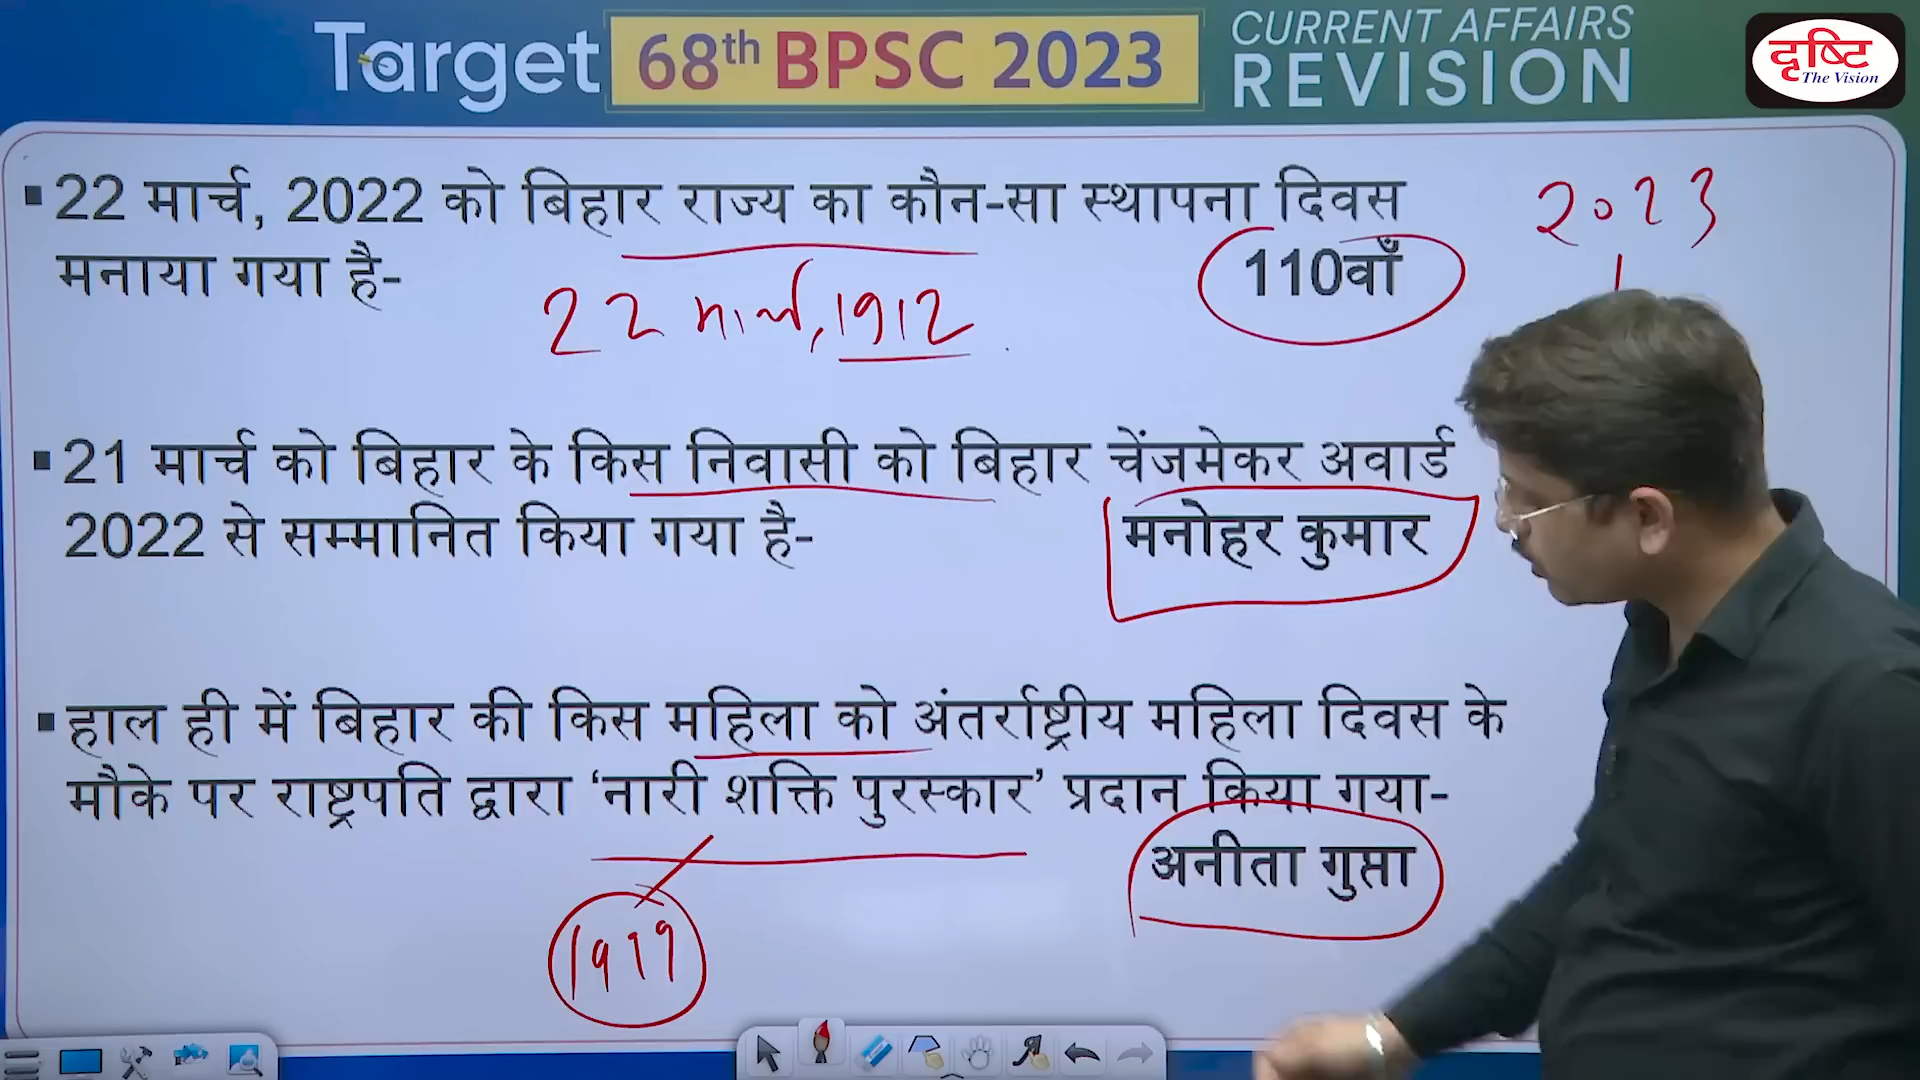 Target 68th BPSC 2023 CURRENT AFFAIRS
REVISION
दृष्टि
The Vision
▪ 22 मार्च, 2022 को बिहार राज्य का कौन-सा स्थापना दिवस
मनाया गया है- 110वाँ
2023
22 मार्च, 1912
▪ 21 मार्च को बिहार के किस निवासी को बिहार चेंजमेकर अवार्ड
2022 से सम्मानित किया गया है- मनोहर कुमार
▪ हाल ही में बिहार की किस महिला को अंतर्राष्ट्रीय महिला दिवस के
मौके पर राष्ट्रपति द्वारा ‘नारी शक्ति पुरस्कार’ प्रदान किया गया-
अनीता गुप्ता